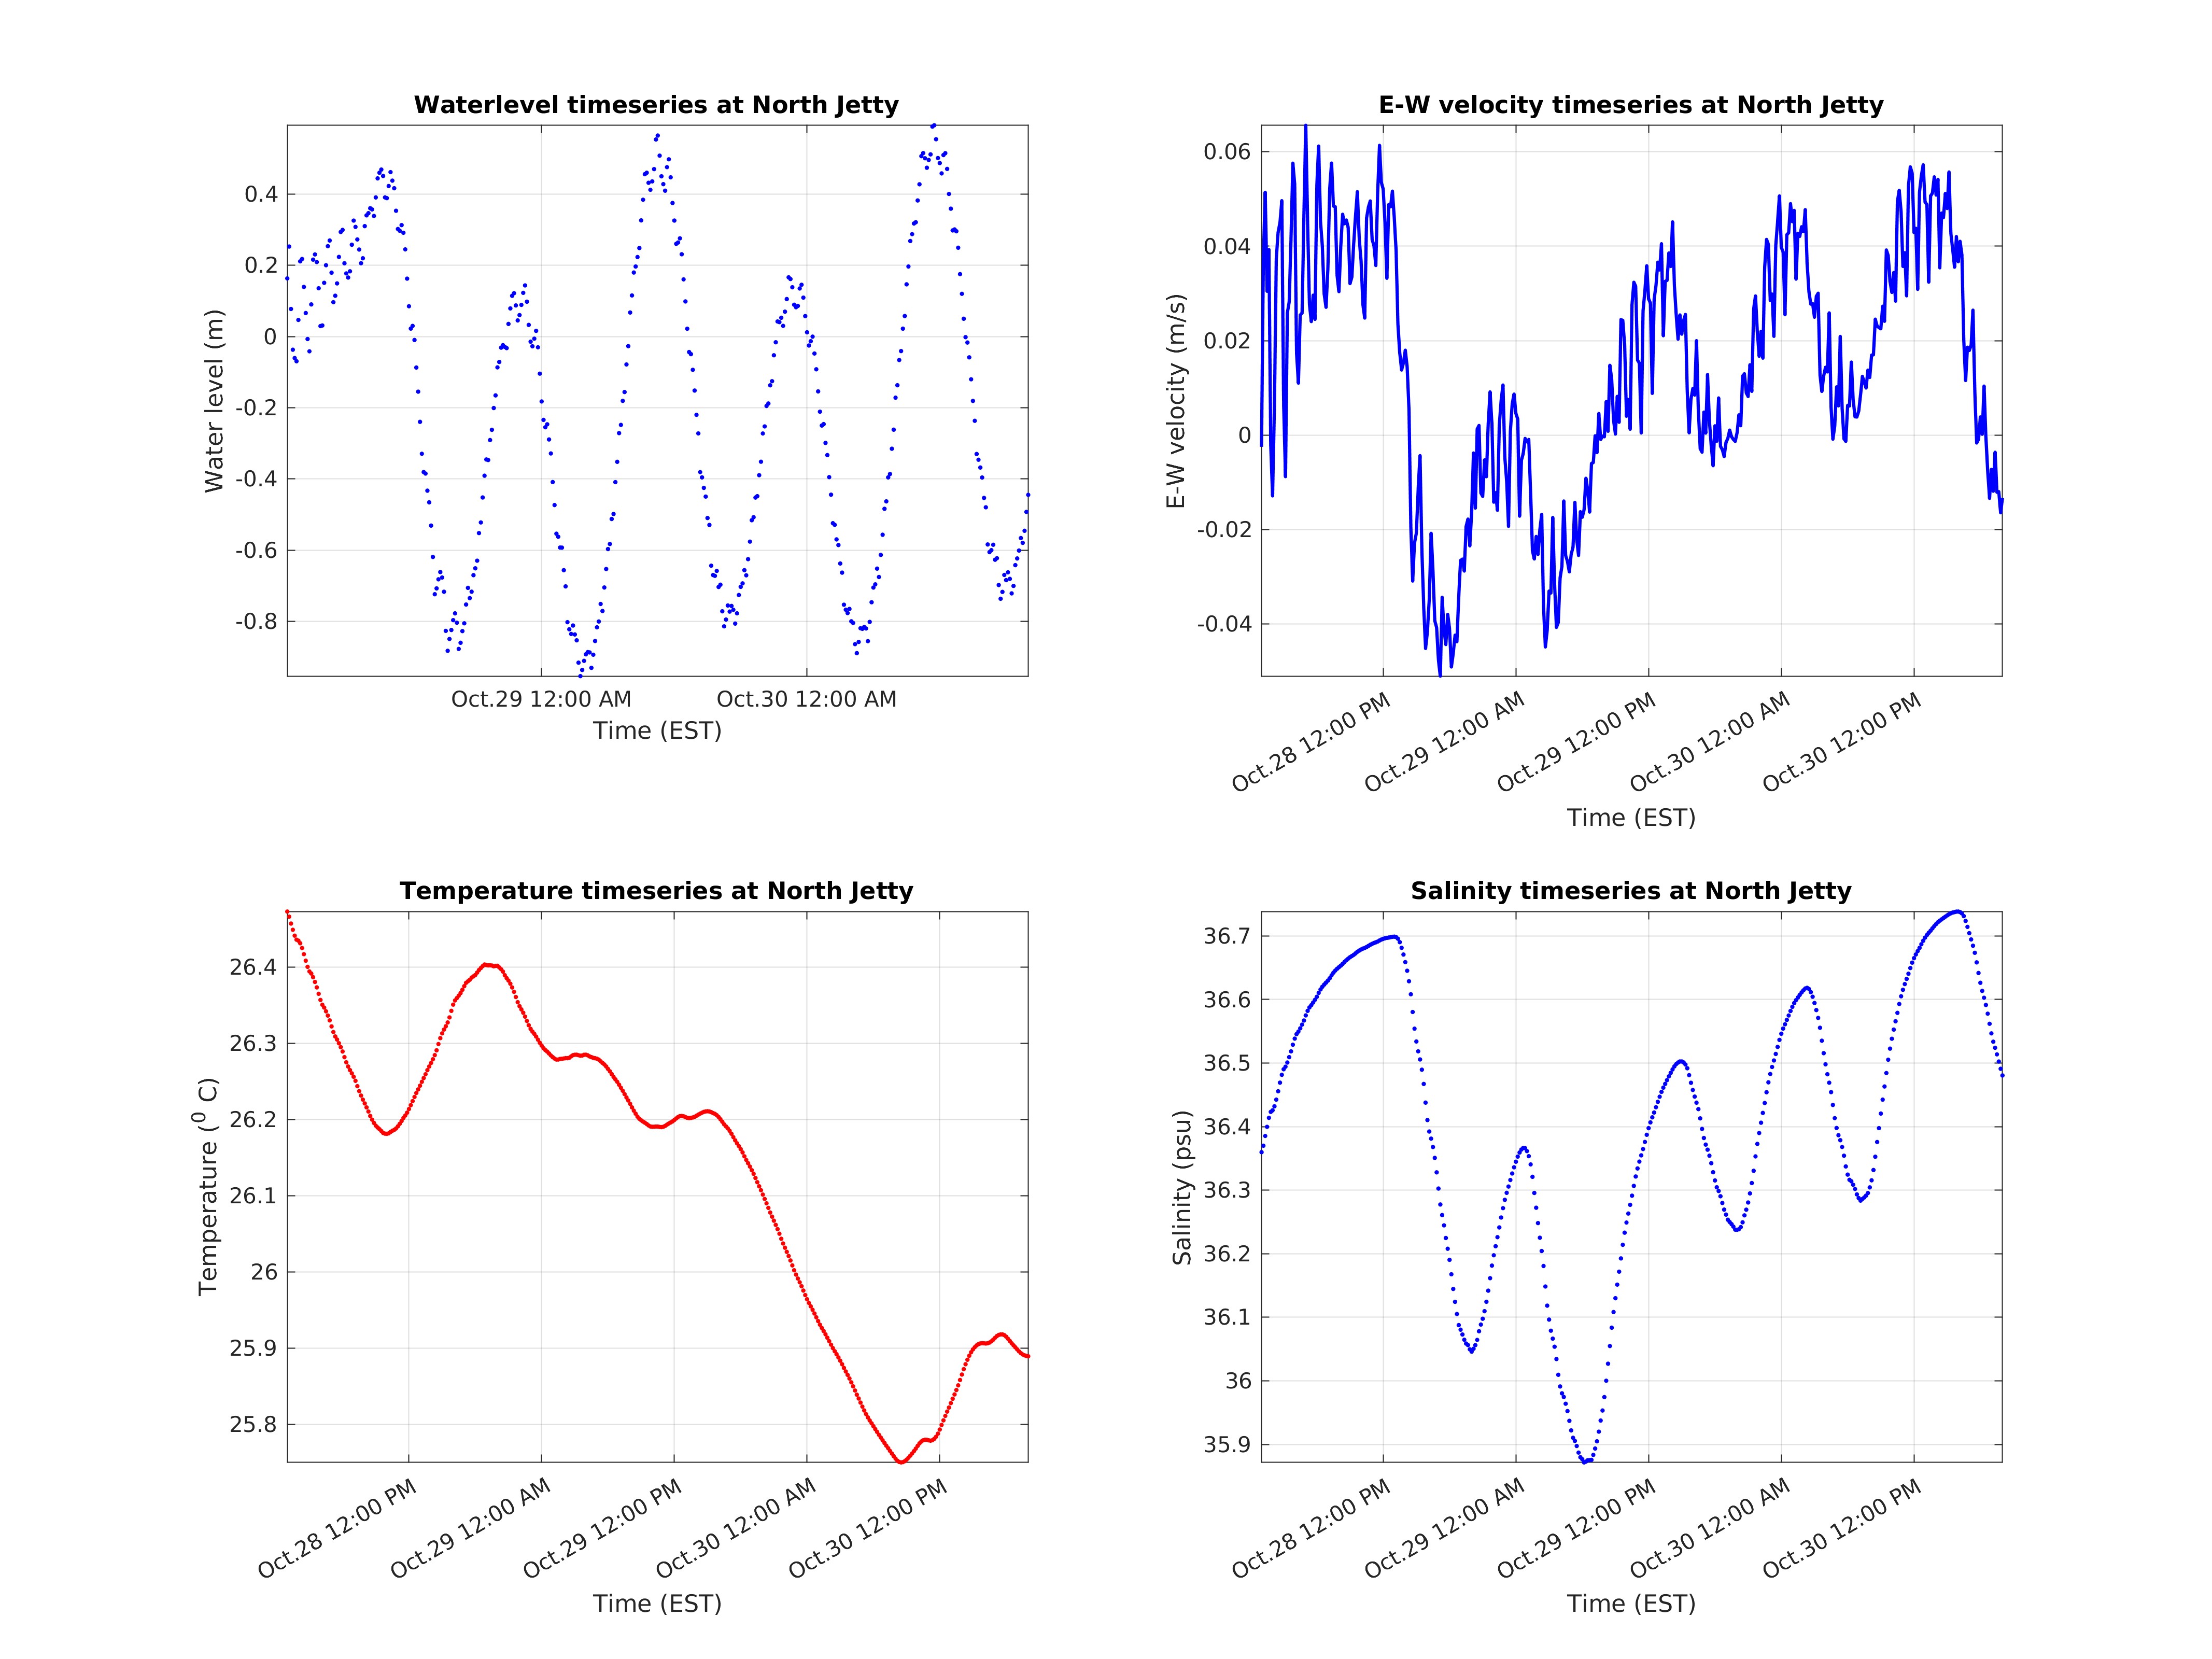 Waterlevel timeseries at North Jetty
0.4
0.2
0
-0.2
-0.4
-0.6
-0.8
Water level (m)
Oct.29 12:00 AM
Oct.30 12:00 AM
Time (EST)
E-W velocity timeseries at North Jetty
0.06
0.04
0.02
0
-0.02
-0.04
E-W velocity (m/s)
Oct.28 12:00 PM
Oct.29 12:00 AM
Oct.29 12:00 PM
Oct.30 12:00 AM
Oct.30 12:00 PM
Time (EST)
Temperature timeseries at North Jetty
26.4
26.3
26.2
26.1
26
25.9
25.8
Temperature (⁰ C)
Oct.28 12:00 PM
Oct.29 12:00 AM
Oct.29 12:00 PM
Oct.30 12:00 AM
Oct.30 12:00 PM
Time (EST)
Salinity timeseries at North Jetty
36.7
36.6
36.5
36.4
36.3
36.2
36.1
36
35.9
Salinity (psu)
Oct.28 12:00 PM
Oct.29 12:00 AM
Oct.29 12:00 PM
Oct.30 12:00 AM
Oct.30 12:00 PM
Time (EST)